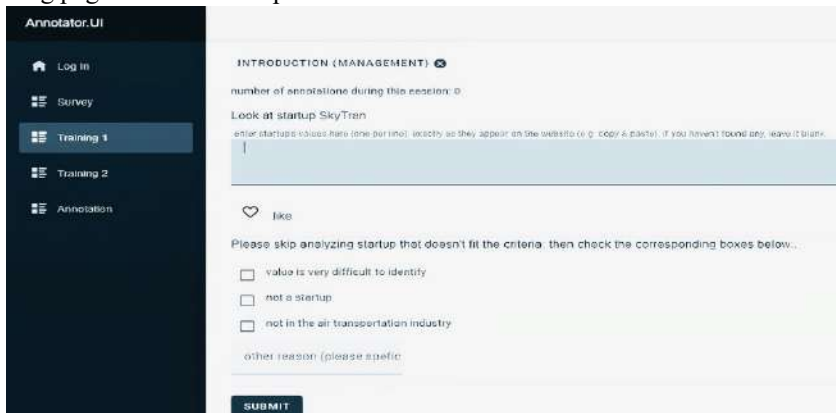 Annotator.UI
Log In
Survey
Training 1
Training 2
Annotation
INTRODUCTION (MANAGEMENT)
number of annotations during this session: 0
Look at startup SkyTran
enter startup's values here (one per line), exactly as they appear on the website (e.g. copy & paste). If you haven't found any, leave it blank.
like
Please skip analyzing startup that doesn't fit the criteria, then check the corresponding boxes below..
value is very difficult to identify
not a startup
not in the air transportation industry
other reason (please spefic
SUBMIT